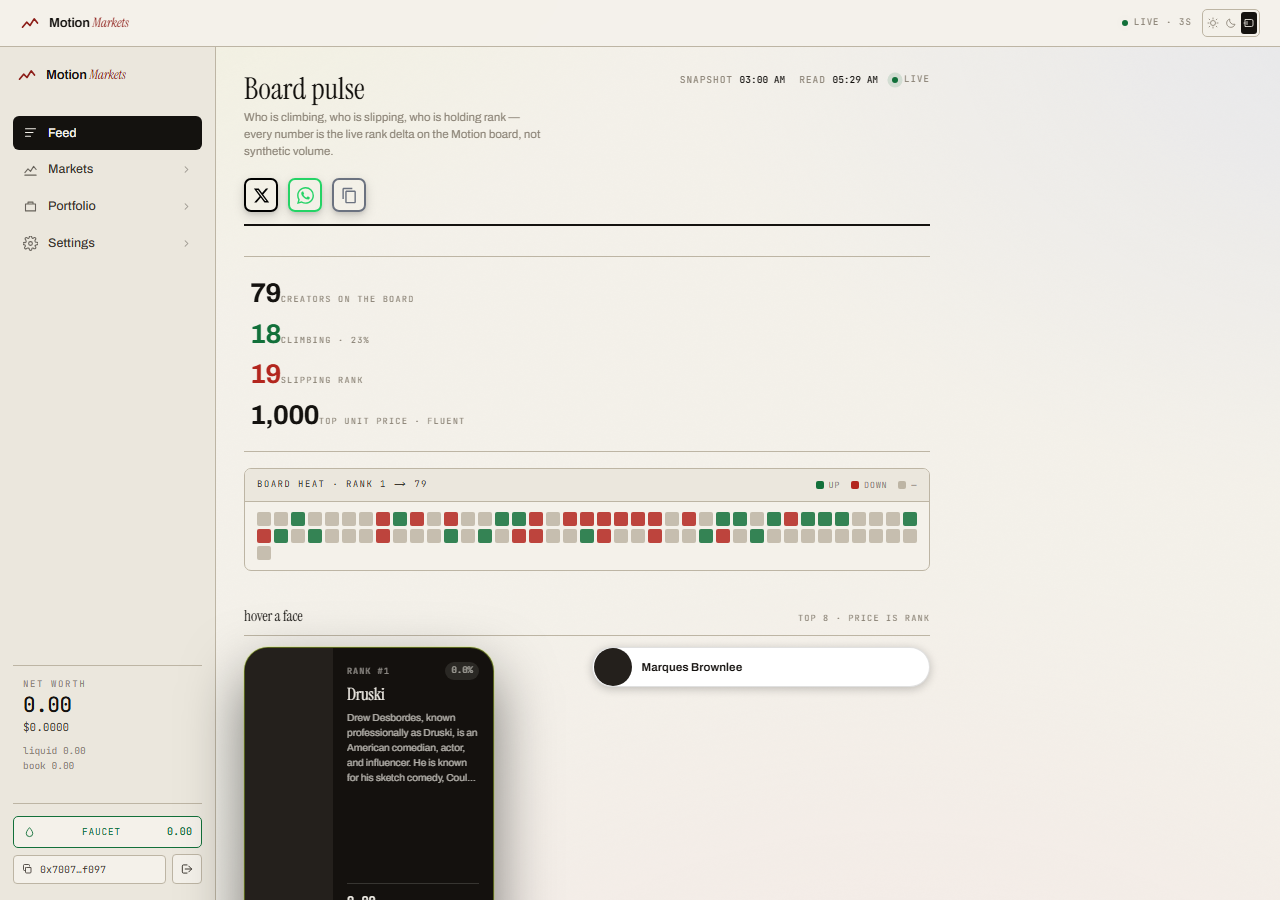 Motion Markets
LIVE · 3S
Motion Markets
Feed
Markets
Portfolio
Settings
NET WORTH
0.00
$0.0000
liquid 0.00
book 0.00
FAUCET 0.00
0x7007…f097
Board pulse
SNAPSHOT 03:00 AM READ 05:29 AM LIVE
Who is climbing, who is slipping, who is holding rank —
every number is the live rank delta on the Motion board, not
synthetic volume.
79 CREATORS ON THE BOARD
18 CLIMBING · 23%
19 SLIPPING RANK
1,000 TOP UNIT PRICE · FLUENT
BOARD HEAT · RANK 1 ⟶ 79
UP DOWN —
hover a face
TOP 8 · PRICE IS RANK
RANK #1 0.0%
Druski
Drew Desbordes, known
professionally as Druski, is an
American comedian, actor,
and influencer. He is known
for his sketch comedy, Coul…
Marques Brownlee